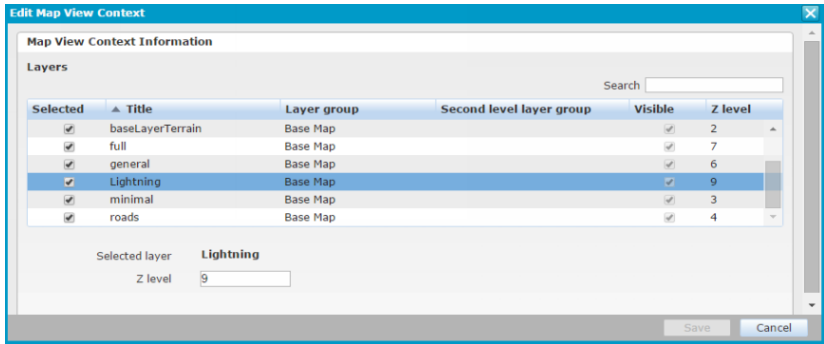 Edit Map View Context
Map View Context Information
Layers
Search
Selected Title Layer group Second level layer group Visible Z level
baseLayerTerrain Base Map 2
full Base Map 7
general Base Map 6
Lightning Base Map 9
minimal Base Map 3
roads Base Map 4
Selected layer Lightning
Z level 9
Save Cancel